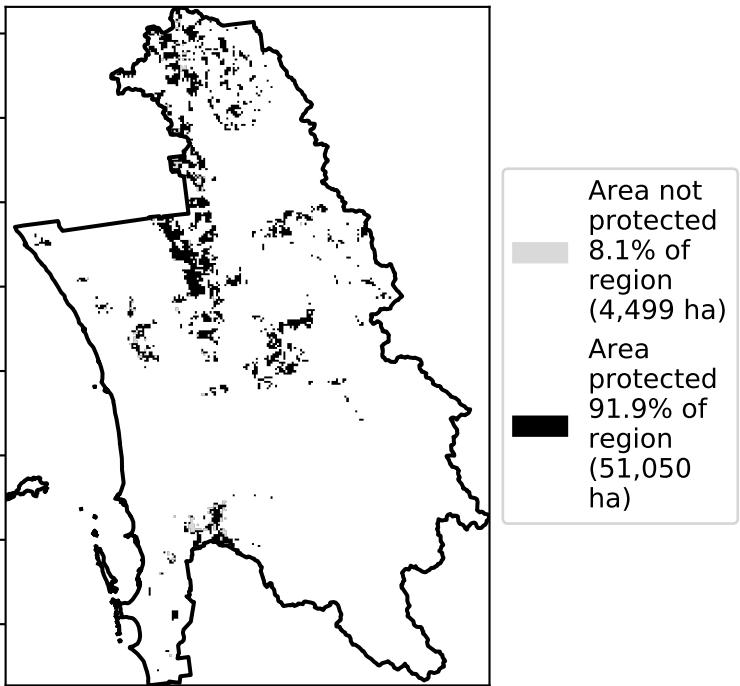 Area not
protected
8.1% of
region
(4,499 ha)
Area
protected
91.9% of
region
(51,050
ha)